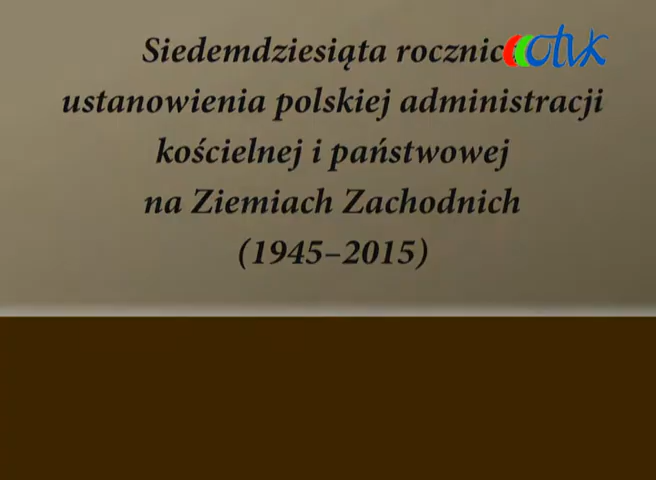 Siedemdziesiąta rocznic
otvk
ustanowienia polskiej administracji
kościelnej i państwowej
na Ziemiach Zachodnich
(1945–2015)